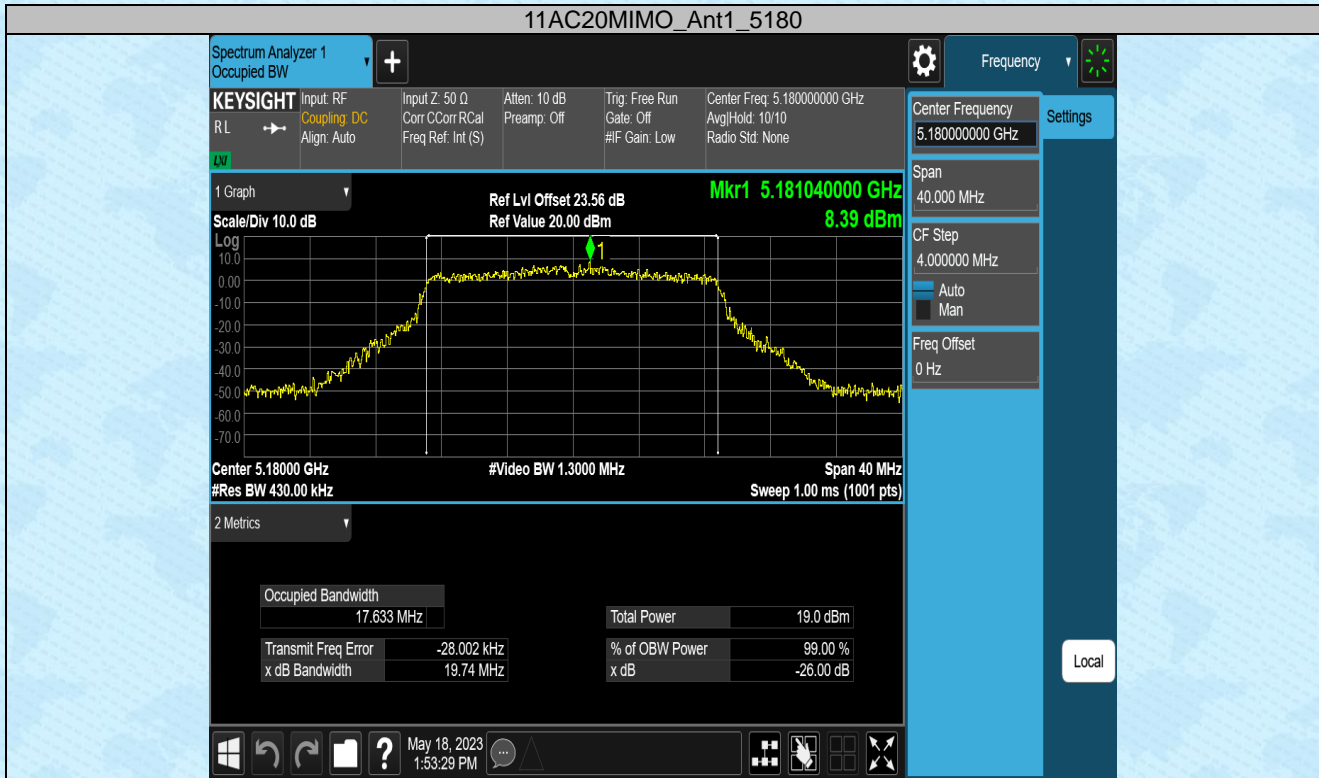 11AC20MIMO_Ant1_5180
Spectrum Analyzer 1
Occupied BW
Frequency
KEYSIGHT
R L
LXI
Input: RF
Coupling: DC
Align: Auto
Input Z: 50 Ω
Corr CCorr RCal
Freq Ref: Int (S)
Atten: 10 dB
Preamp: Off
Trig: Free Run
Gate: Off
#IF Gain: Low
Center Freq: 5.180000000 GHz
Avg|Hold: 10/10
Radio Std: None
Center Frequency
5.180000000 GHz
Settings
Span
40.000 MHz
CF Step
4.000000 MHz
Auto
Man
Freq Offset
0 Hz
Local
1 Graph
Scale/Div 10.0 dB
Ref Lvl Offset 23.56 dB
Ref Value 20.00 dBm
Mkr1 5.181040000 GHz
8.39 dBm
Log
10.0
0.00
-10.0
-20.0
-30.0
-40.0
-50.0
-60.0
-70.0
1
Center 5.18000 GHz
#Video BW 1.3000 MHz
Span 40 MHz
#Res BW 430.00 kHz
Sweep 1.00 ms (1001 pts)
2 Metrics
Occupied Bandwidth
17.633 MHz
Total Power 19.0 dBm
Transmit Freq Error -28.002 kHz
% of OBW Power 99.00 %
x dB Bandwidth 19.74 MHz
x dB -26.00 dB
?
May 18, 2023
1:53:29 PM